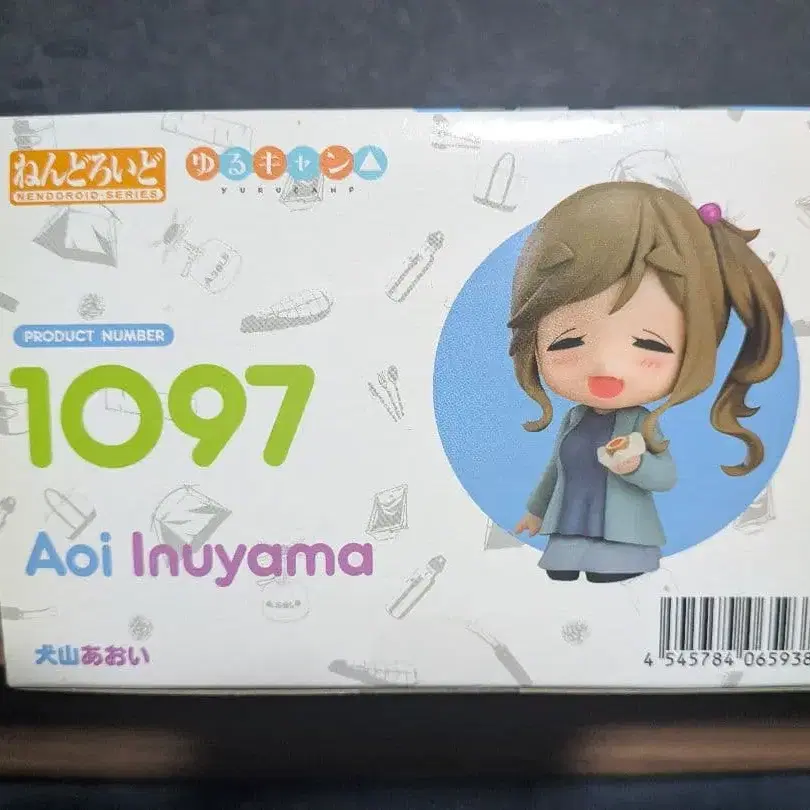 ねんどろいど
NENDOROID SERIES
ゆるキャン△
YURUCAMP
PRODUCT NUMBER
1097
Aoi Inuyama
犬山あおい
4 545784 065938